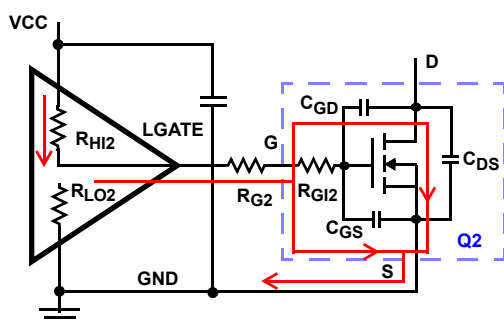 VCC
D
CGD
G
LGATE
RHI2
CDS
RLO2
RG2
RGI2
CGS
Q2
GND
S